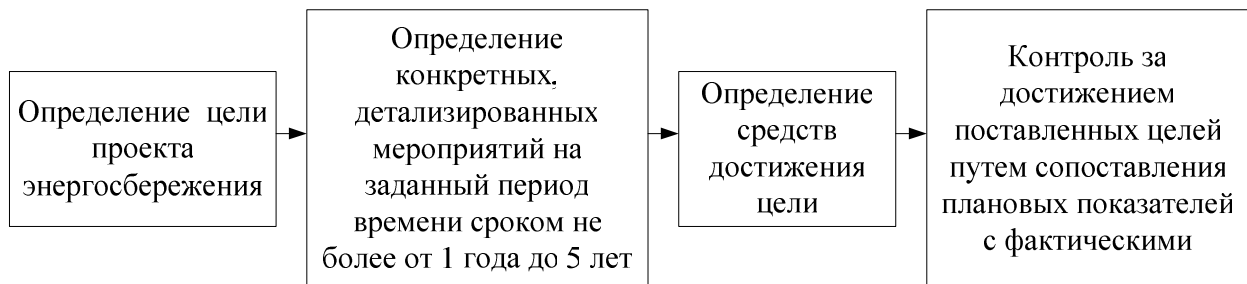 Определение цели
проекта
энергосбережения
Определение
конкретных,
детализированных
мероприятий на
заданный период
времени сроком не
более от 1 года до 5 лет
Определение
средств
достижения
цели
Контроль за
достижением
поставленных целей
путем сопоставления
плановых показателей
с фактическими